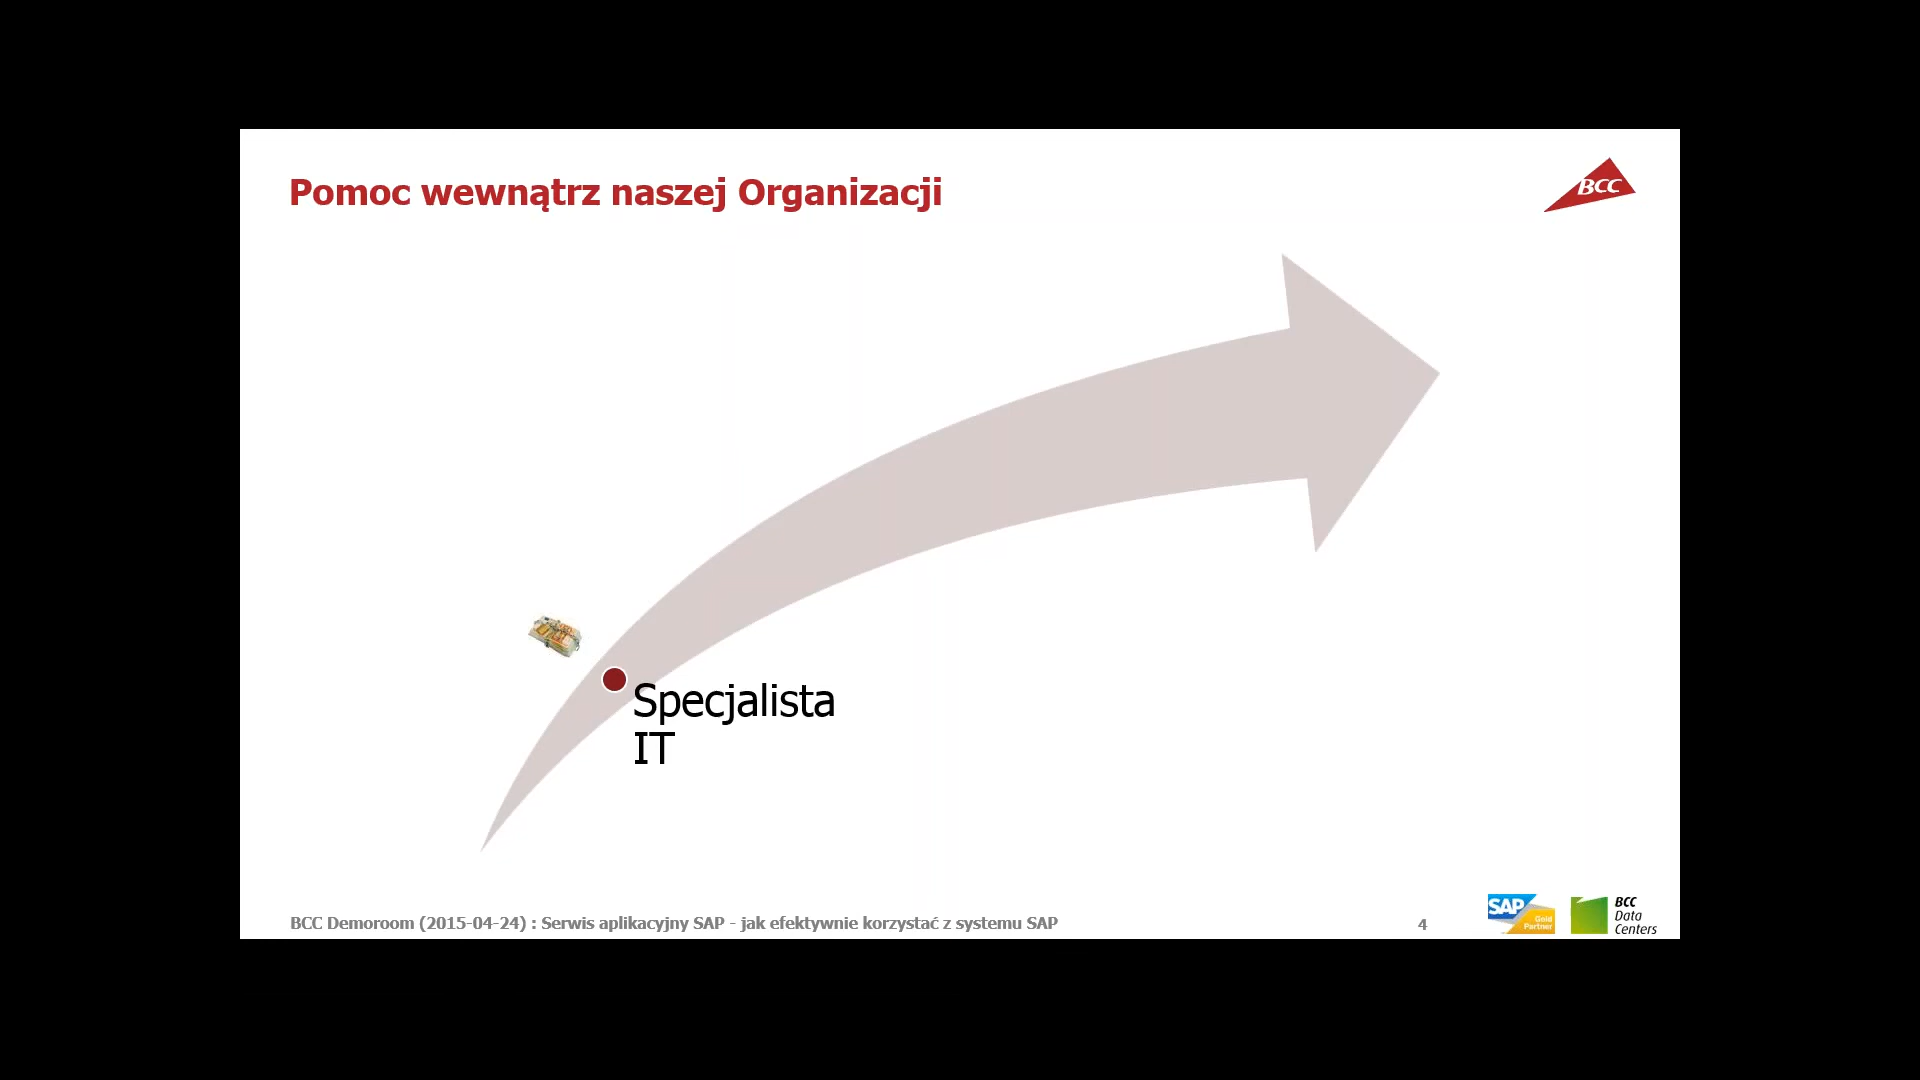 Pomoc wewnątrz naszej Organizacji
BCC
Specjalista
IT
BCC Demoroom (2015-04-24) : Serwis aplikacyjny SAP - jak efektywnie korzystać z systemu SAP
4
SAP
Gold
Partner
BCC
Data
Centers